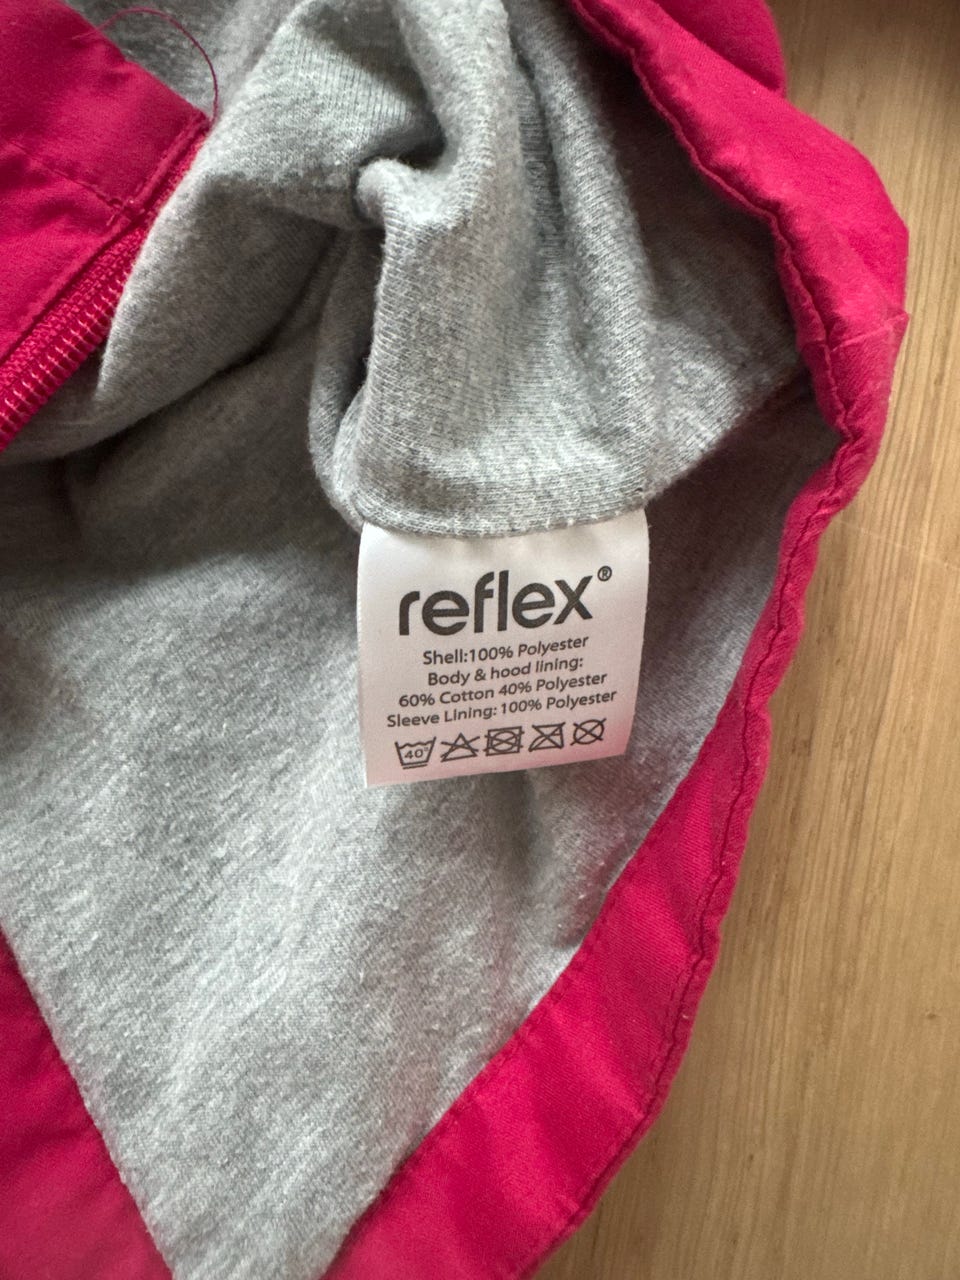 reflex®
Shell:100% Polyester
Body & hood lining:
60% Cotton 40% Polyester
Sleeve Lining: 100% Polyester
40°